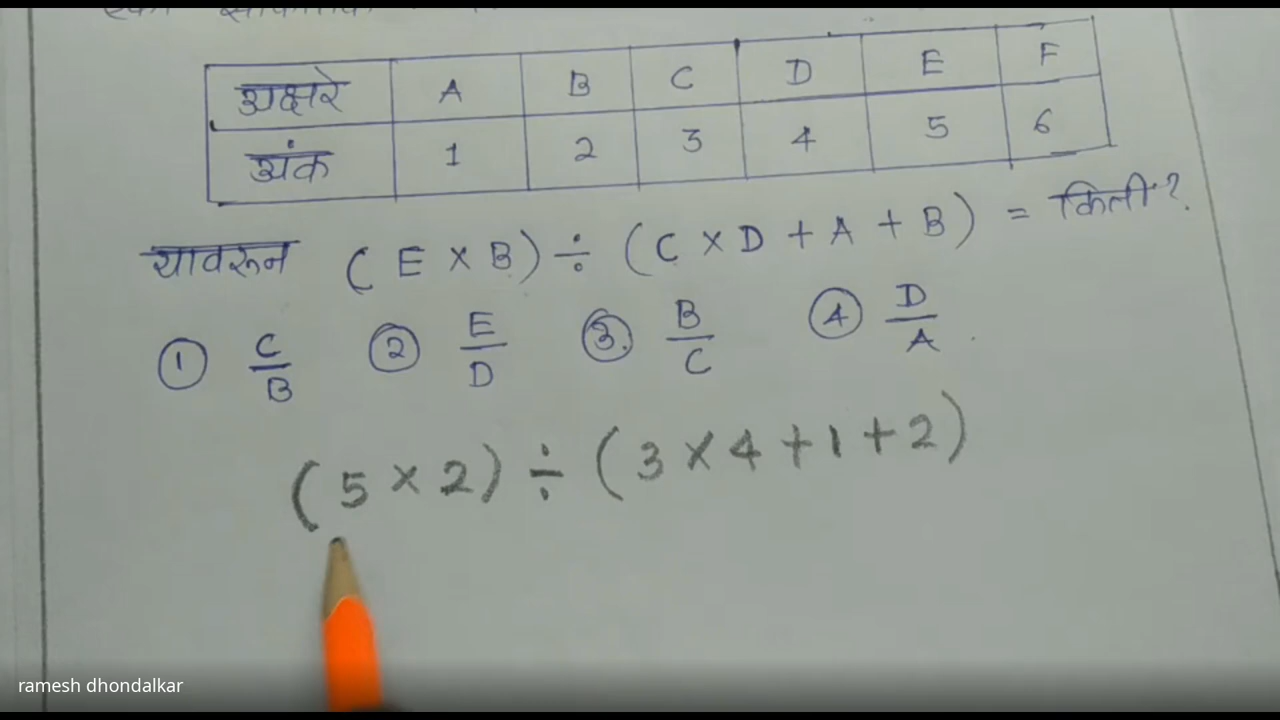 अक्षरे A B C D E F
अंक 1 2 3 4 5 6
यावरून ( E × B ) ÷ ( C × D + A + B ) = किती ?
① C/B ② E/D ③ B/C ④ D/A
( 5 × 2 ) ÷ ( 3 × 4 + 1 + 2 )
ramesh dhondalkar